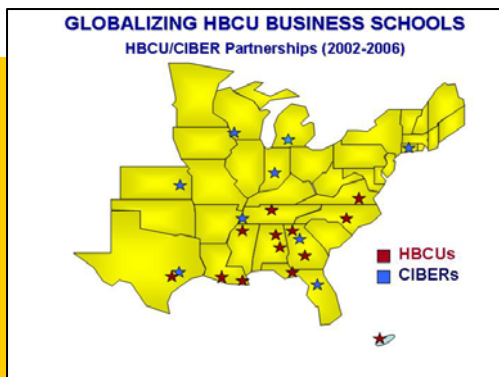 GLOBALIZING HBCU BUSINESS SCHOOLS
HBCU/CIBER Partnerships (2002-2006)
HBCUs
CIBERs